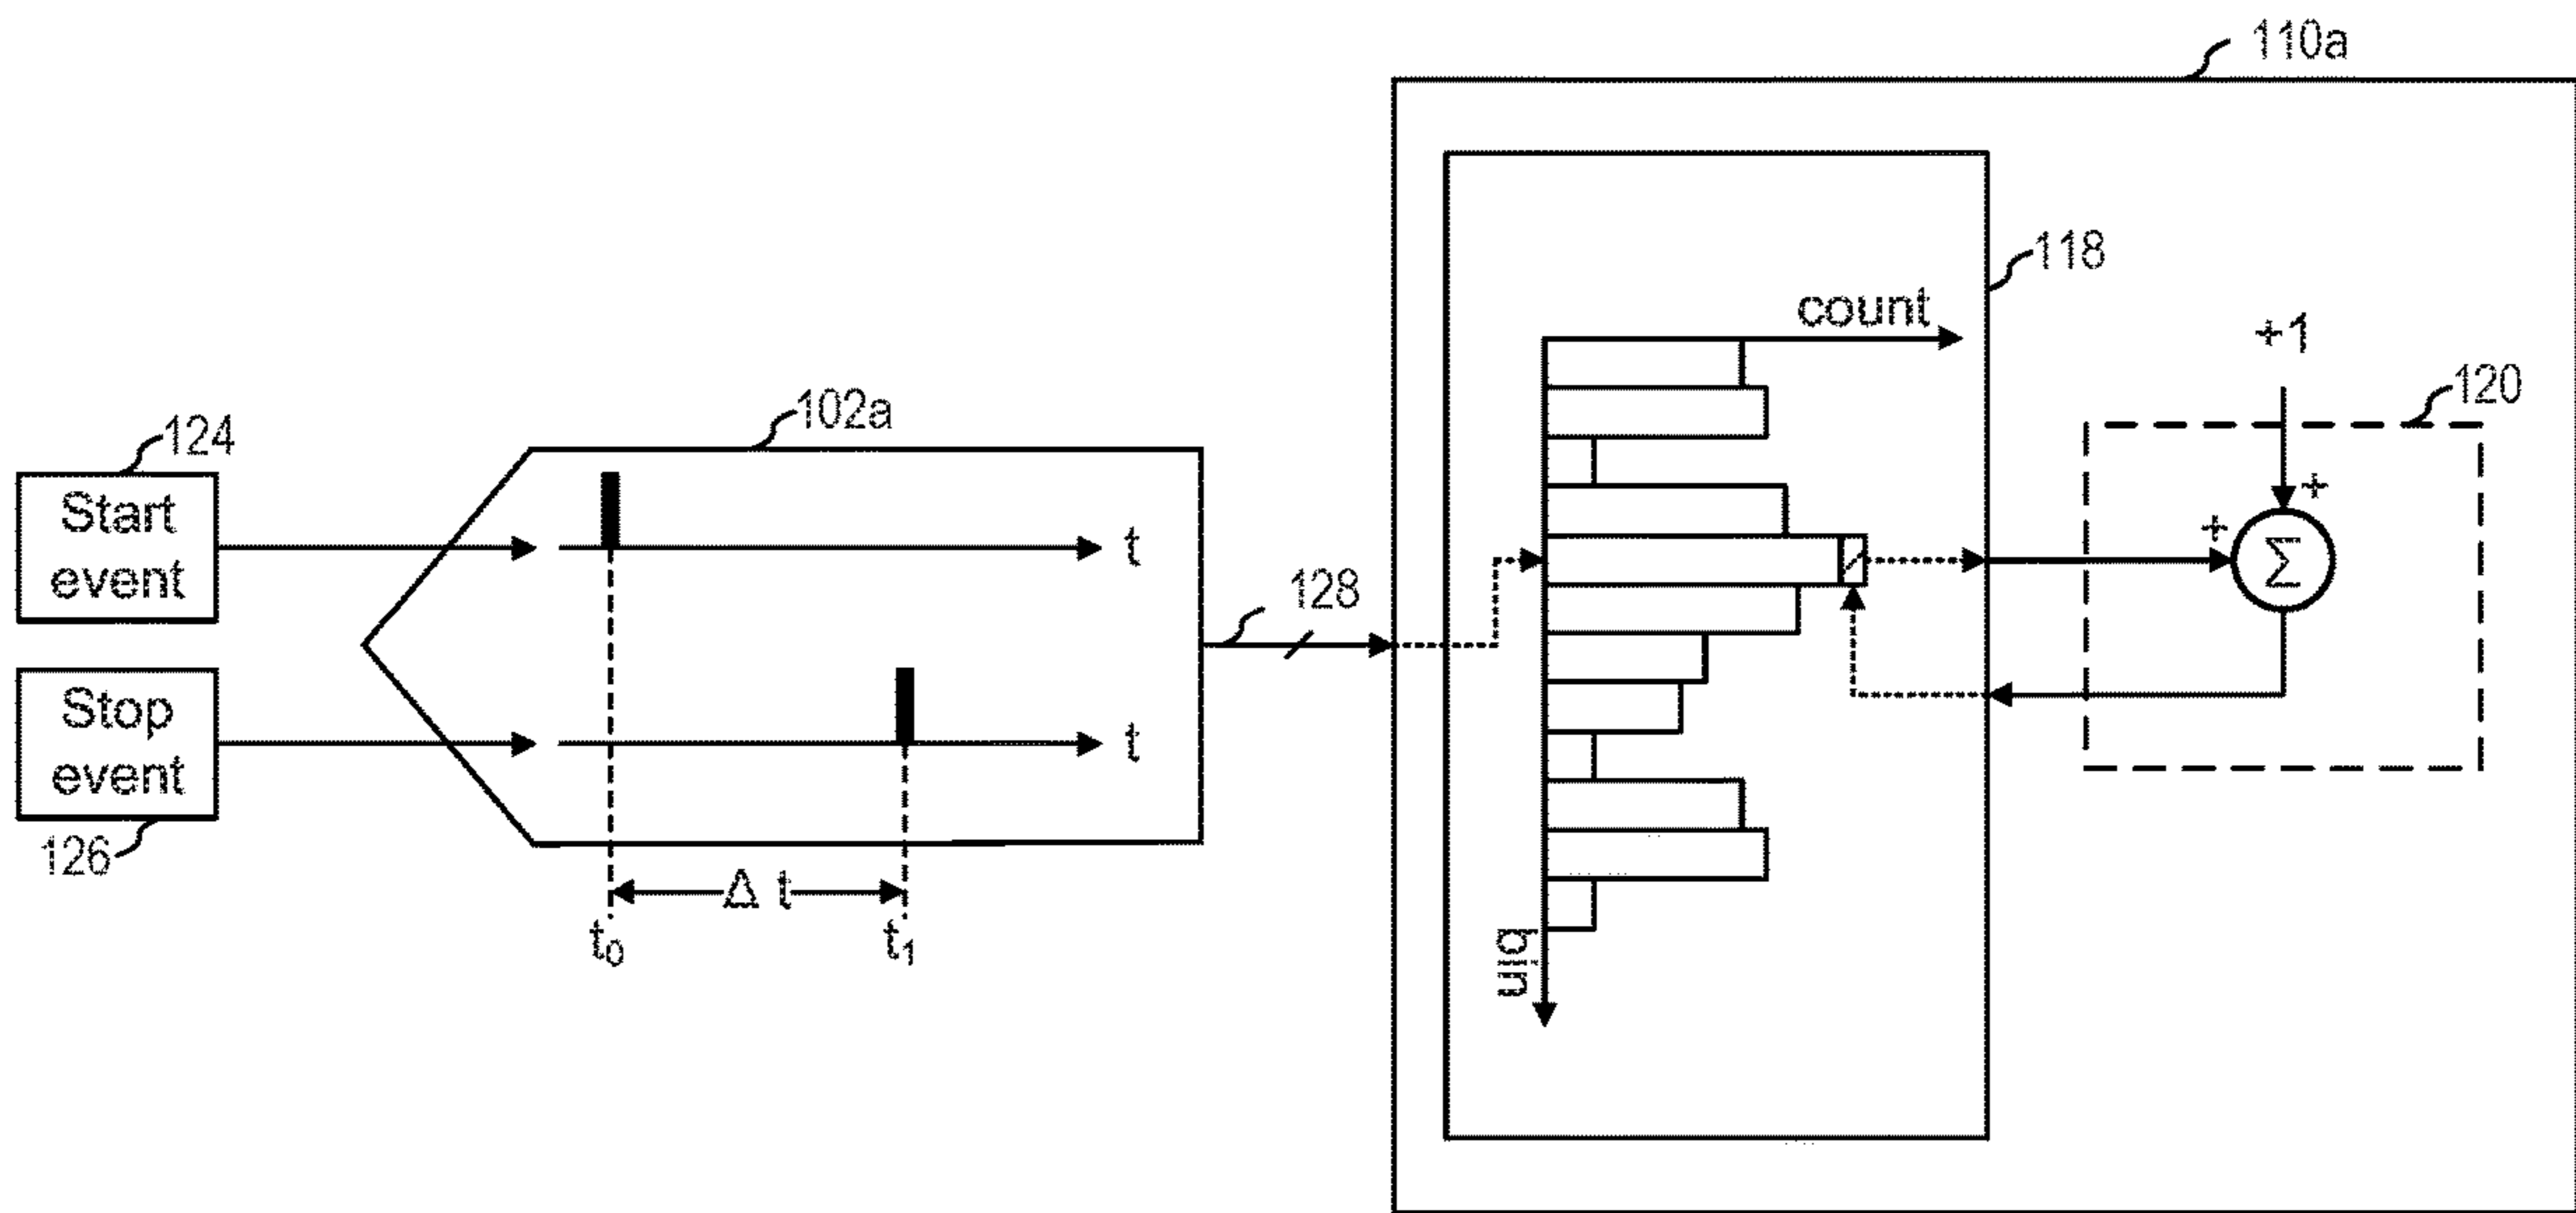 110a
118
count
+1
120
102a
124
Start
event
t
+
+
Σ
128
Stop
event
t
126
Δ t
t₀
t₁
bin